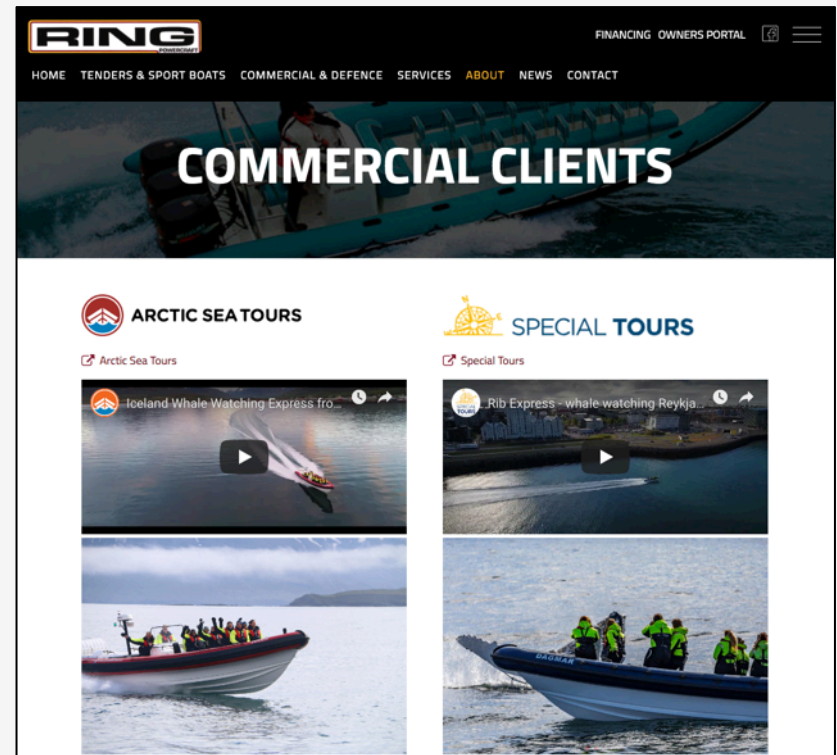 RING
POWERCRAFT
FINANCING OWNERS PORTAL
HOME TENDERS & SPORT BOATS COMMERCIAL & DEFENCE SERVICES ABOUT NEWS CONTACT
COMMERCIAL CLIENTS
ARCTIC SEA TOURS
Arctic Sea Tours
Iceland Whale Watching Express fro...
SPECIAL TOURS
Special Tours
SPECIAL
TOURS
Rib Express - whale watching Reykja...
DAGMAR